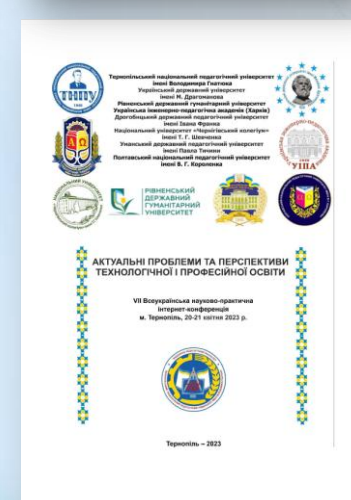 Тернопільський національний педагогічний університет
імені Володимира Гнатюка
Український державний університет
імені М. Драгоманова
Рівненський державний гуманітарний університет
Українська інженерно-педагогічна академія (Харків)
Дрогобицький державний педагогічний університет
імені Івана Франка
Національний університет «Чернігівський колегіум»
імені Т. Г. Шевченка
Уманський державний педагогічний університет
імені Павла Тичини
Полтавський національний педагогічний університет
імені В. Г. Короленка
ТНПУ
УІПА
РІВНЕНСЬКИЙ
ДЕРЖАВНИЙ
ГУМАНІТАРНИЙ
УНІВЕРСИТЕТ
АКТУАЛЬНІ ПРОБЛЕМИ ТА ПЕРСПЕКТИВИ
ТЕХНОЛОГІЧНОЇ І ПРОФЕСІЙНОЇ ОСВІТИ
VII Всеукраїнська науково-практична
інтернет-конференція
м. Тернопіль, 20-21 квітня 2023 р.
Тернопіль – 2023